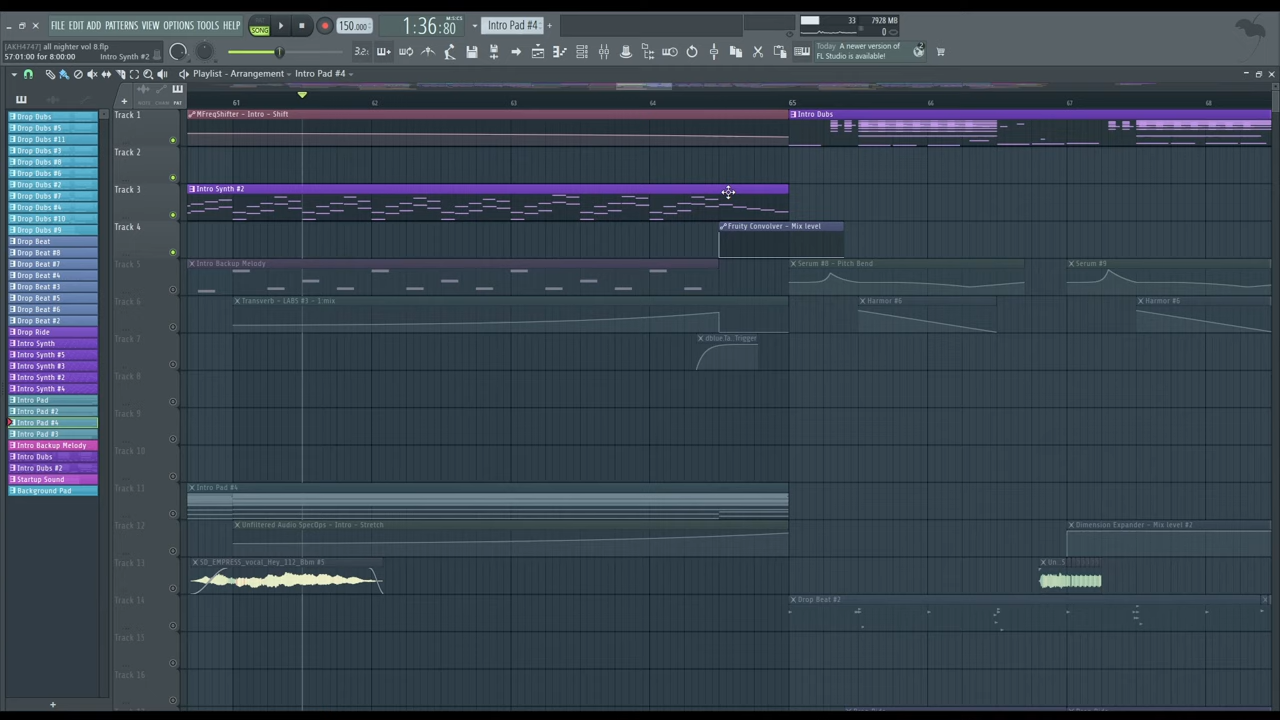 FILE EDIT ADD PATTERNS VIEW OPTIONS TOOLS HELP
SONG
150.000
1:36:80
M:S:CS
Intro Pad #4
33
7928 MB
0
[AKH4747] all nighter vol 8.flp
57:01:00 for 8:00:00
Intro Synth #2
Today A newer version of
FL Studio is available!
Playlist - Arrangement
Intro Pad #4
NOTE CHAN PAT
61
62
63
64
65
66
67
68
Drop Dubs
Drop Dubs #5
Drop Dubs #11
Drop Dubs #3
Drop Dubs #8
Drop Dubs #6
Drop Dubs #2
Drop Dubs #7
Drop Dubs #4
Drop Dubs #10
Drop Dubs #9
Drop Beat
Drop Beat #8
Drop Beat #7
Drop Beat #4
Drop Beat #3
Drop Beat #5
Drop Beat #6
Drop Beat #2
Drop Ride
Intro Synth
Intro Synth #5
Intro Synth #3
Intro Synth #2
Intro Synth #4
Intro Pad
Intro Pad #2
Intro Pad #4
Intro Pad #3
Intro Backup Melody
Intro Dubs
Intro Dubs #2
Startup Sound
Background Pad
Track 1
MFreqShifter - Intro - Shift
Intro Dubs
Track 2
Track 3
Intro Synth #2
Track 4
Fruity Convolver - Mix level
Track 5
Intro Backup Melody
Serum #8 - Pitch Bend
Serum #9
Track 6
Transverb - LABS #3 - 1:mix
Harmor #6
Harmor #6
Track 7
dblue.Ta..Trigger
Track 8
Track 9
Track 10
Track 11
Intro Pad #4
Track 12
Unfiltered Audio SpecOps - Intro - Stretch
Dimension Expander - Mix level #2
Track 13
SO_EMPRESS_vocal_Hey_112_Bbm #5
Track 14
Drop Beat #2
Track 15
Track 16